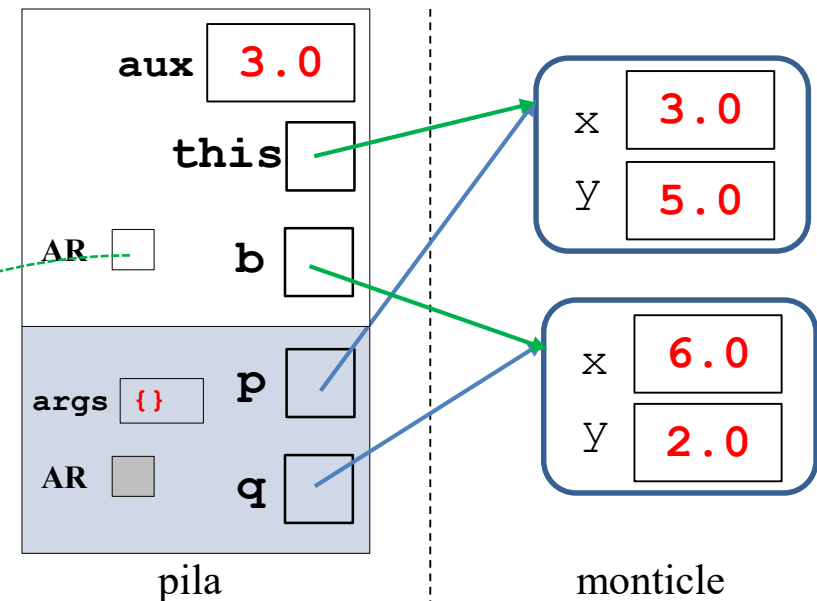 aux 3.0
this
AR b
args {} p
AR q
pila
x 3.0
y 5.0
x 6.0
y 2.0
monticle